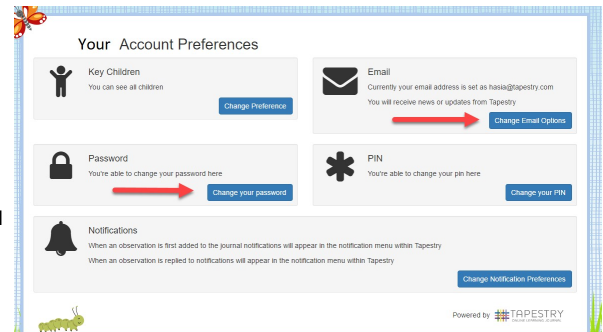 Your Account Preferences
Key Children
You can see all children
Change Preference
Email
Currently your email address is set as hasia@tapestry.com
You will receive news or updates from Tapestry
Change Email Options
Password
You're able to change your password here
Change your password
PIN
You're able to change your pin here
Change your PIN
Notifications
When an observation is first added to the journal notifications will appear in the notification menu within Tapestry
When an observation is replied to notifications will appear in the notification menu within Tapestry
Change Notification Preferences
Powered by TAPESTRY
ONLINE LEARNING JOURNAL